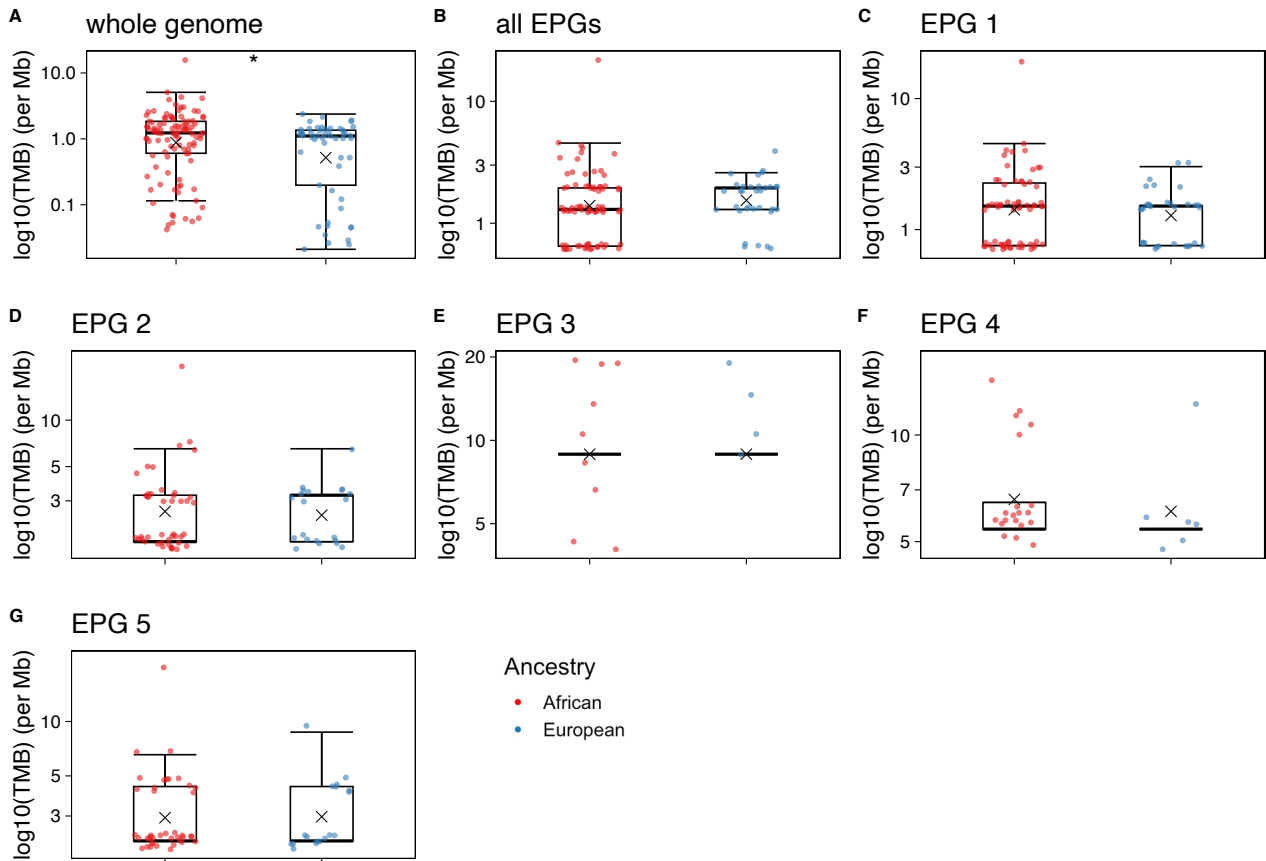 A whole genome
*
log10(TMB) (per Mb)
10.0
1.0
0.1
B all EPGs
log10(TMB) (per Mb)
10
3
1
C EPG 1
log10(TMB) (per Mb)
10
3
1
D EPG 2
log10(TMB) (per Mb)
10
5
3
E EPG 3
log10(TMB) (per Mb)
20
10
5
F EPG 4
log10(TMB) (per Mb)
10
7
5
G EPG 5
log10(TMB) (per Mb)
10
5
3
Ancestry
African
European